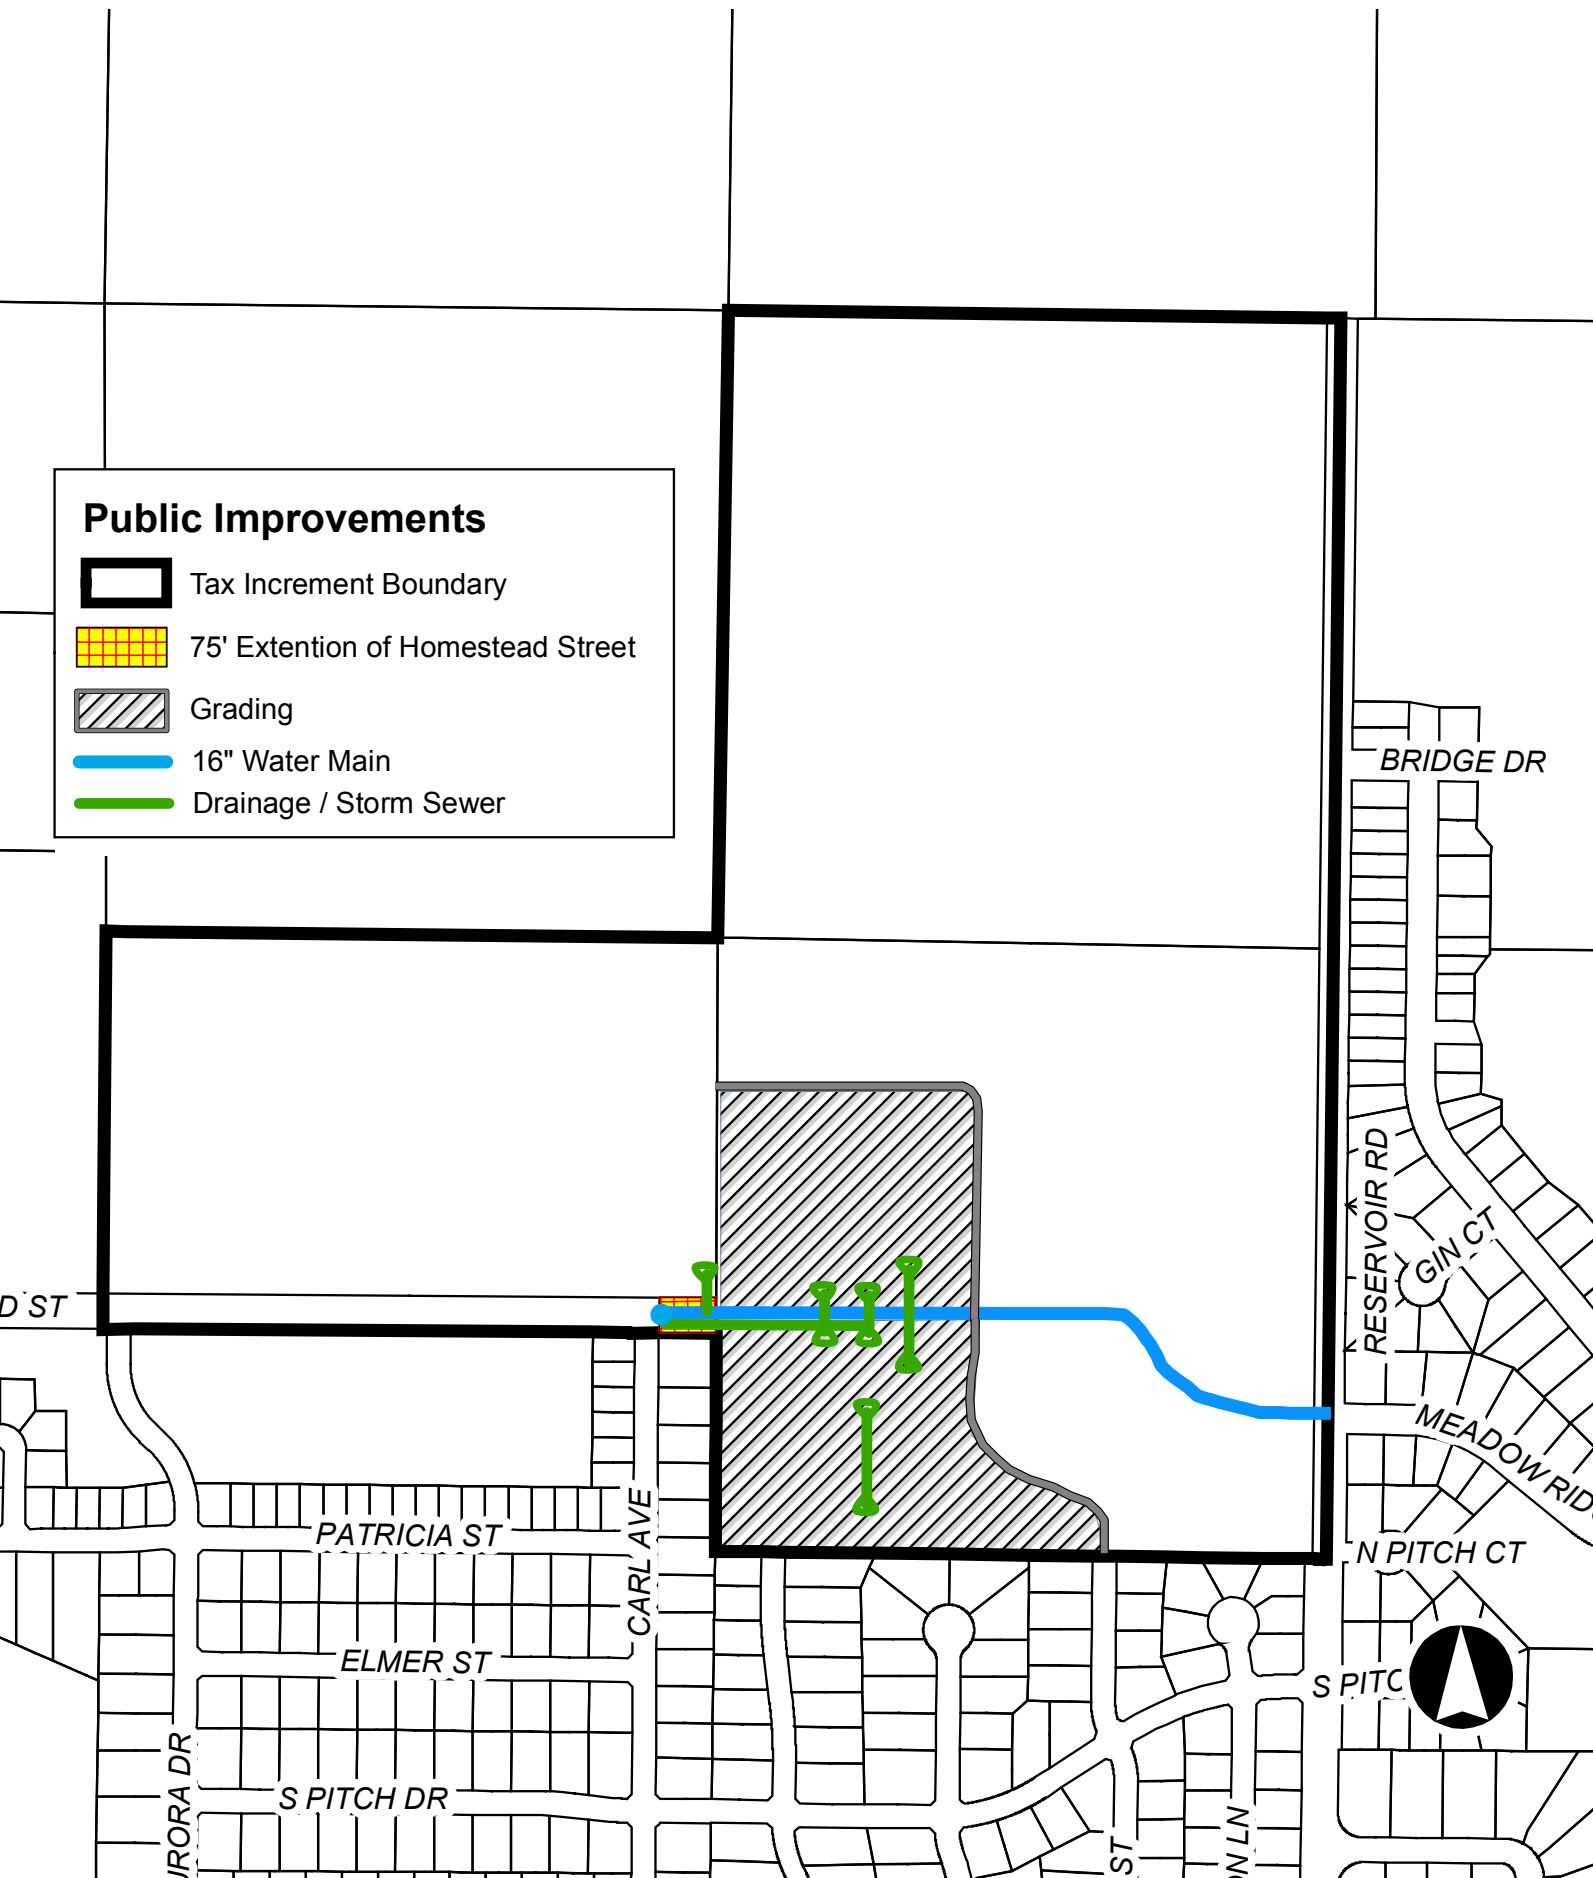 Public Improvements
Tax Increment Boundary
75' Extention of Homestead Street
Grading
16" Water Main
Drainage / Storm Sewer
BRIDGE DR
RESERVOIR RD
GIN CT
D ST
MEADOW RID
PATRICIA ST
CARL AVE
N PITCH CT
ELMER ST
S PITC
URORA DR
S PITCH DR
ST
ON LN